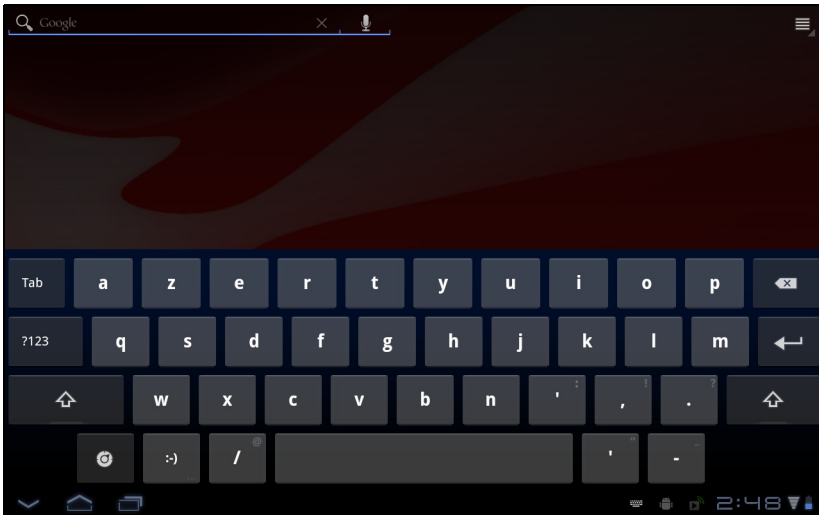 Google
Tab a z e r t y u i o p
?123 q s d f g h j k l m
: ! ?
w x c v b n ' , .
@ " _
:-) / ' -
...
2:48